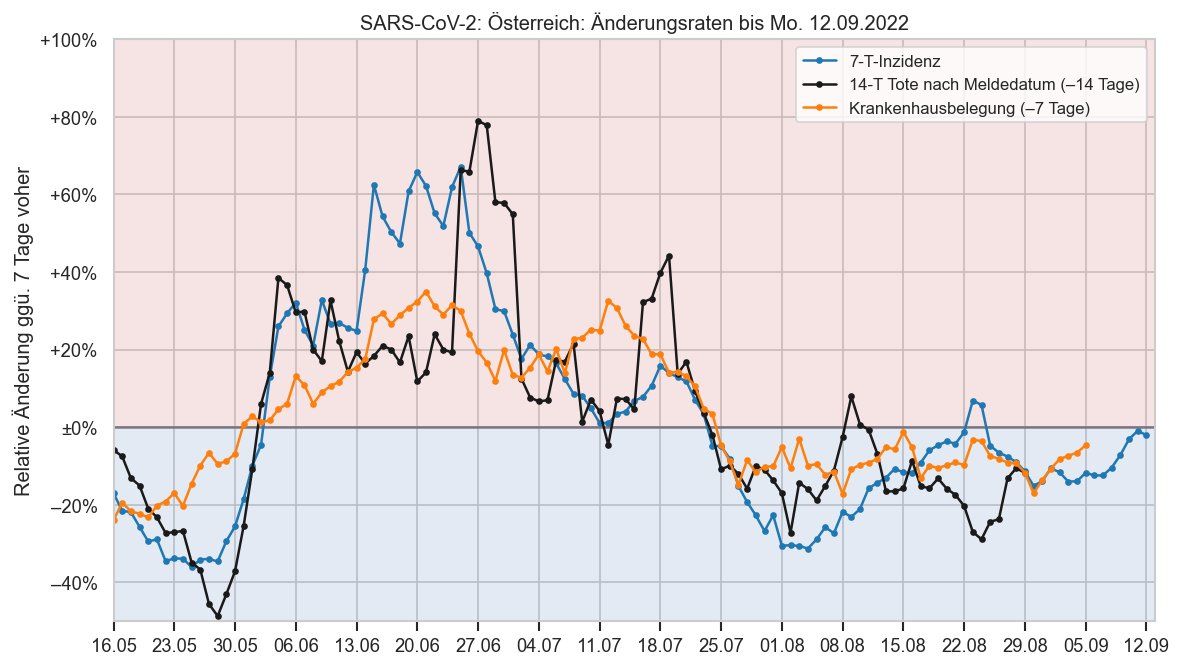 SARS-CoV-2: Österreich: Änderungsraten bis Mo. 12.09.2022
+100%
+80%
+60%
+40%
+20%
±0%
–20%
–40%
Relative Änderung ggü. 7 Tage voher
7-T-Inzidenz
14-T Tote nach Meldedatum (–14 Tage)
Krankenhausbelegung (–7 Tage)
16.05 23.05 30.05 06.06 13.06 20.06 27.06 04.07 11.07 18.07 25.07 01.08 08.08 15.08 22.08 29.08 05.09 12.09